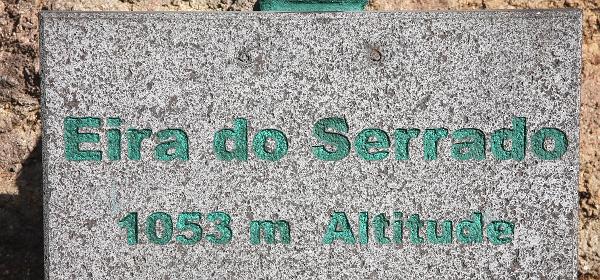 Eira do Serrado
1053 m Altitude